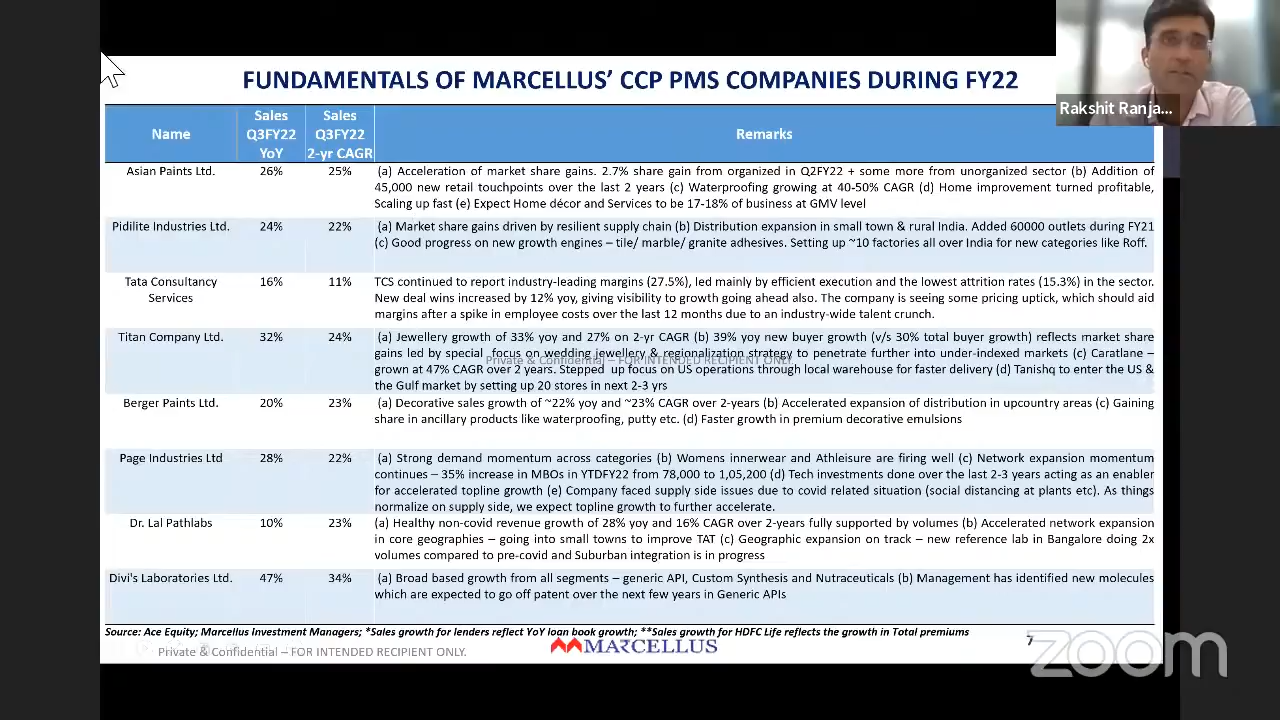 FUNDAMENTALS OF MARCELLUS' CCP PMS COMPANIES DURING FY22
Rakshit Ranja...
Name
Sales
Q3FY22
YoY
Sales
Q3FY22
2-yr CAGR
Remarks
Asian Paints Ltd.
26%
25%
(a) Acceleration of market share gains. 2.7% share gain from organized in Q2FY22 + some more from unorganized sector (b) Addition of
45,000 new retail touchpoints over the last 2 years (c) Waterproofing growing at 40-50% CAGR (d) Home improvement turned profitable,
Scaling up fast (e) Expect Home décor and Services to be 17-18% of business at GMV level
Pidilite Industries Ltd.
24%
22%
(a) Market share gains driven by resilient supply chain (b) Distribution expansion in small town & rural India. Added 60000 outlets during FY21
(c) Good progress on new growth engines – tile/ marble/ granite adhesives. Setting up ~10 factories all over India for new categories like Roff.
Tata Consultancy
Services
16%
11%
TCS continued to report industry-leading margins (27.5%), led mainly by efficient execution and the lowest attrition rates (15.3%) in the sector.
New deal wins increased by 12% yoy, giving visibility to growth going ahead also. The company is seeing some pricing uptick, which should aid
margins after a spike in employee costs over the last 12 months due to an industry-wide talent crunch.
Titan Company Ltd.
32%
24%
(a) Jewellery growth of 33% yoy and 27% on 2-yr CAGR (b) 39% yoy new buyer growth (v/s 30% total buyer growth) reflects market share
gains led by special focus on wedding jewellery & regionalization strategy to penetrate further into under-indexed markets (c) Caratlane –
Private & Confidential – FOR INTENDED RECIPIENT ONLY.
grown at 47% CAGR over 2 years. Stepped up focus on US operations through local warehouse for faster delivery (d) Tanishq to enter the US &
the Gulf market by setting up 20 stores in next 2-3 yrs
Berger Paints Ltd.
20%
23%
(a) Decorative sales growth of ~22% yoy and ~23% CAGR over 2-years (b) Accelerated expansion of distribution in upcountry areas (c) Gaining
share in ancillary products like waterproofing, putty etc. (d) Faster growth in premium decorative emulsions
Page Industries Ltd
28%
22%
(a) Strong demand momentum across categories (b) Womens innerwear and Athleisure are firing well (c) Network expansion momentum
continues – 35% increase in MBOs in YTDFY22 from 78,000 to 1,05,200 (d) Tech investments done over the last 2-3 years acting as an enabler
for accelerated topline growth (e) Company faced supply side issues due to covid related situation (social distancing at plants etc). As things
normalize on supply side, we expect topline growth to further accelerate.
Dr. Lal Pathlabs
10%
23%
(a) Healthy non-covid revenue growth of 28% yoy and 16% CAGR over 2-years fully supported by volumes (b) Accelerated network expansion
in core geographies – going into small towns to improve TAT (c) Geographic expansion on track – new reference lab in Bangalore doing 2x
volumes compared to pre-covid and Suburban integration is in progress
Divi's Laboratories Ltd.
47%
34%
(a) Broad based growth from all segments – generic API, Custom Synthesis and Nutraceuticals (b) Management has identified new molecules
which are expected to go off patent over the next few years in Generic APIs
Source: Ace Equity; Marcellus Investment Managers; *Sales growth for lenders reflect YoY loan book growth; **Sales growth for HDFC Life reflects the growth in Total premiums
Private & Confidential – FOR INTENDED RECIPIENT ONLY.
MARCELLUS
7
zoom